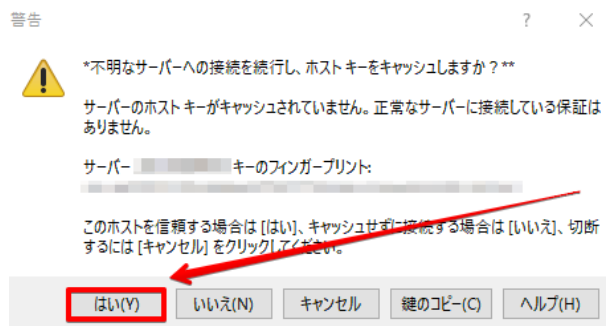 警告
*不明なサーバーへの接続を続行し、ホスト キーをキャッシュしますか？**
サーバーのホスト キーがキャッシュされていません。正常なサーバーに接続している保証は
ありません。
サーバー キーのフィンガープリント:
このホストを信頼する場合は [はい]、キャッシュせずに接続する場合は [いいえ]、切断
するには [キャンセル] をクリックしてください。
はい(Y) いいえ(N) キャンセル 鍵のコピー(C) ヘルプ(H)